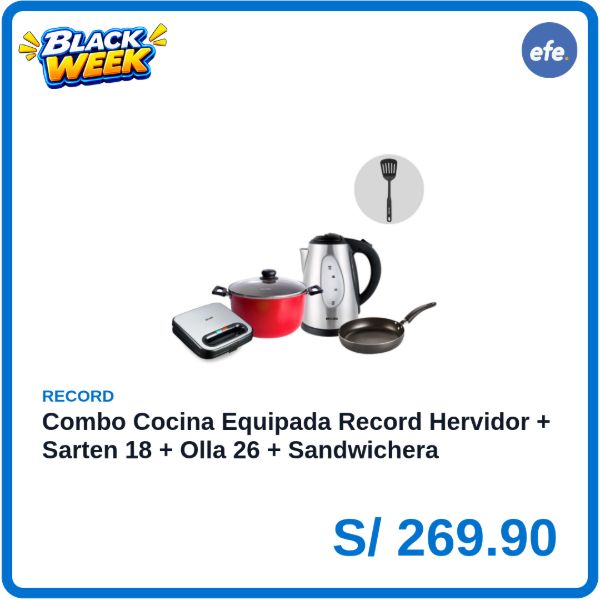 BLACK
WEEK
efe.
RECORD
Combo Cocina Equipada Record Hervidor +
Sarten 18 + Olla 26 + Sandwichera
S/ 269.90